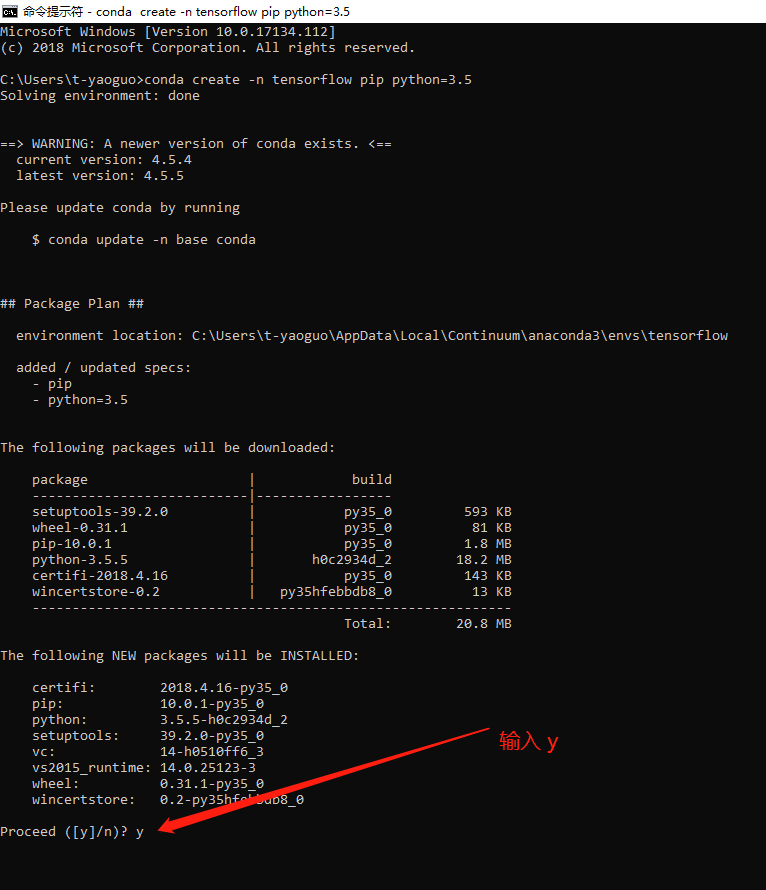 命令提示符 - conda  create -n tensorflow pip python=3.5
Microsoft Windows [Version 10.0.17134.112]
(c) 2018 Microsoft Corporation. All rights reserved.
C:\Users\t-yaoguo>conda create -n tensorflow pip python=3.5
Solving environment: done
==> WARNING: A newer version of conda exists. <==
  current version: 4.5.4
  latest version: 4.5.5
Please update conda by running
    $ conda update -n base conda
## Package Plan ##
  environment location: C:\Users\t-yaoguo\AppData\Local\Continuum\anaconda3\envs\tensorflow
  added / updated specs:
    - pip
    - python=3.5
The following packages will be downloaded:
    package                    |            build
    ---------------------------|-----------------
    setuptools-39.2.0          |           py35_0         593 KB
    wheel-0.31.1               |           py35_0          81 KB
    pip-10.0.1                 |           py35_0         1.8 MB
    python-3.5.5               |       h0c2934d_2        18.2 MB
    certifi-2018.4.16          |           py35_0         143 KB
    wincertstore-0.2           |   py35hfebbdb8_0          13 KB
    ------------------------------------------------------------
                                           Total:        20.8 MB
The following NEW packages will be INSTALLED:
    certifi:        2018.4.16-py35_0
    pip:            10.0.1-py35_0
    python:         3.5.5-h0c2934d_2
    setuptools:     39.2.0-py35_0
    vc:             14-h0510ff6_3
    vs2015_runtime: 14.0.25123-3
    wheel:          0.31.1-py35_0
    wincertstore:   0.2-py35hfebbdb8_0
输入 y
Proceed ([y]/n)? y